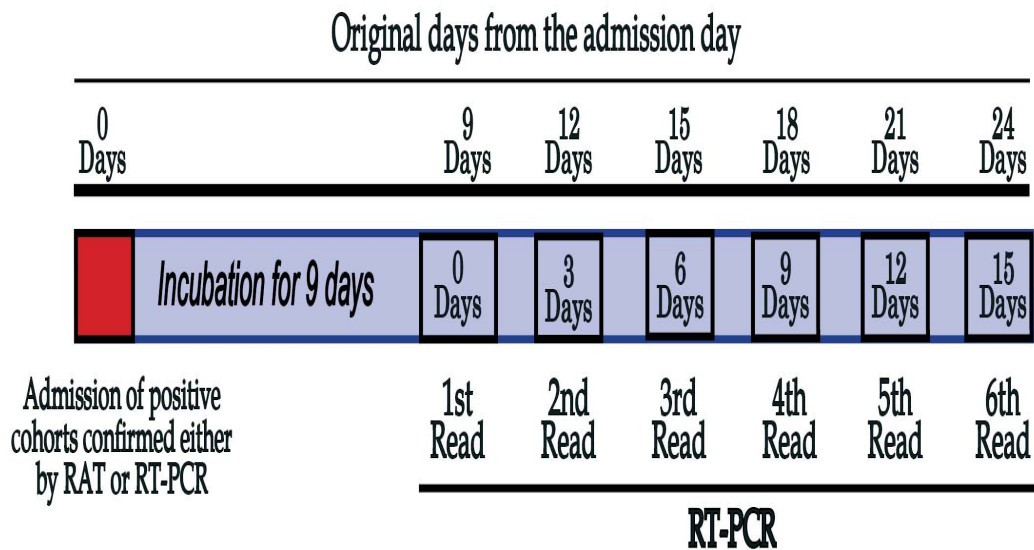 Original days from the admission day
0 9 12 15 18 21 24
Days Days Days Days Days Days Days
Incubation for 9 days
0 3 6 9 12 15
Days Days Days Days Days Days
Admission of positive
cohorts confirmed either
by RAT or RT-PCR
1st 2nd 3rd 4th 5th 6th
Read Read Read Read Read Read
RT-PCR